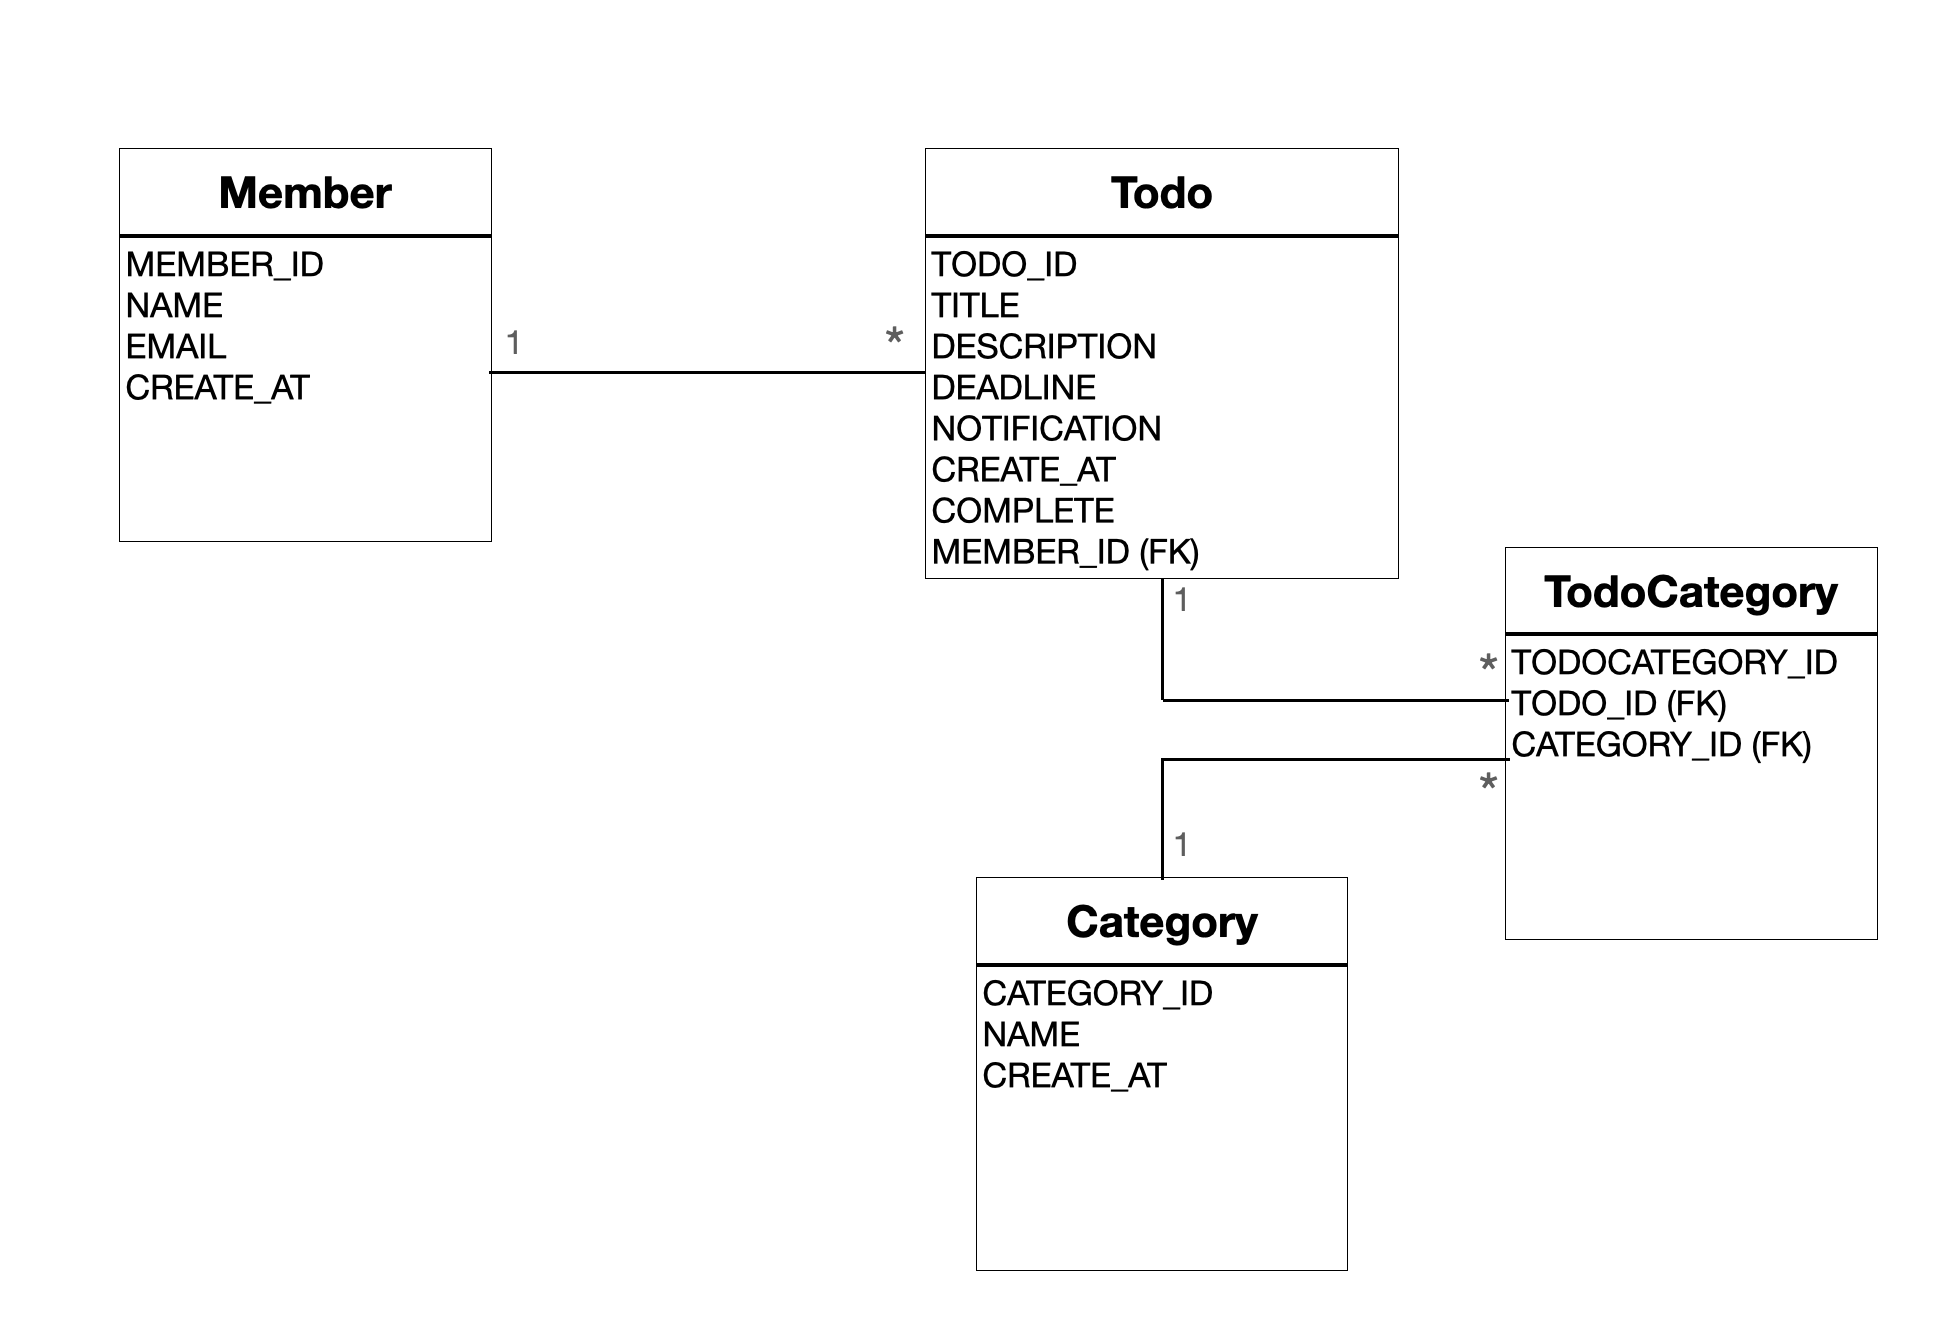 Member
MEMBER_ID
NAME
EMAIL
CREATE_AT
1
*
Todo
TODO_ID
TITLE
DESCRIPTION
DEADLINE
NOTIFICATION
CREATE_AT
COMPLETE
MEMBER_ID (FK)
1
*
TodoCategory
TODOCATEGORY_ID
TODO_ID (FK)
CATEGORY_ID (FK)
*
1
Category
CATEGORY_ID
NAME
CREATE_AT